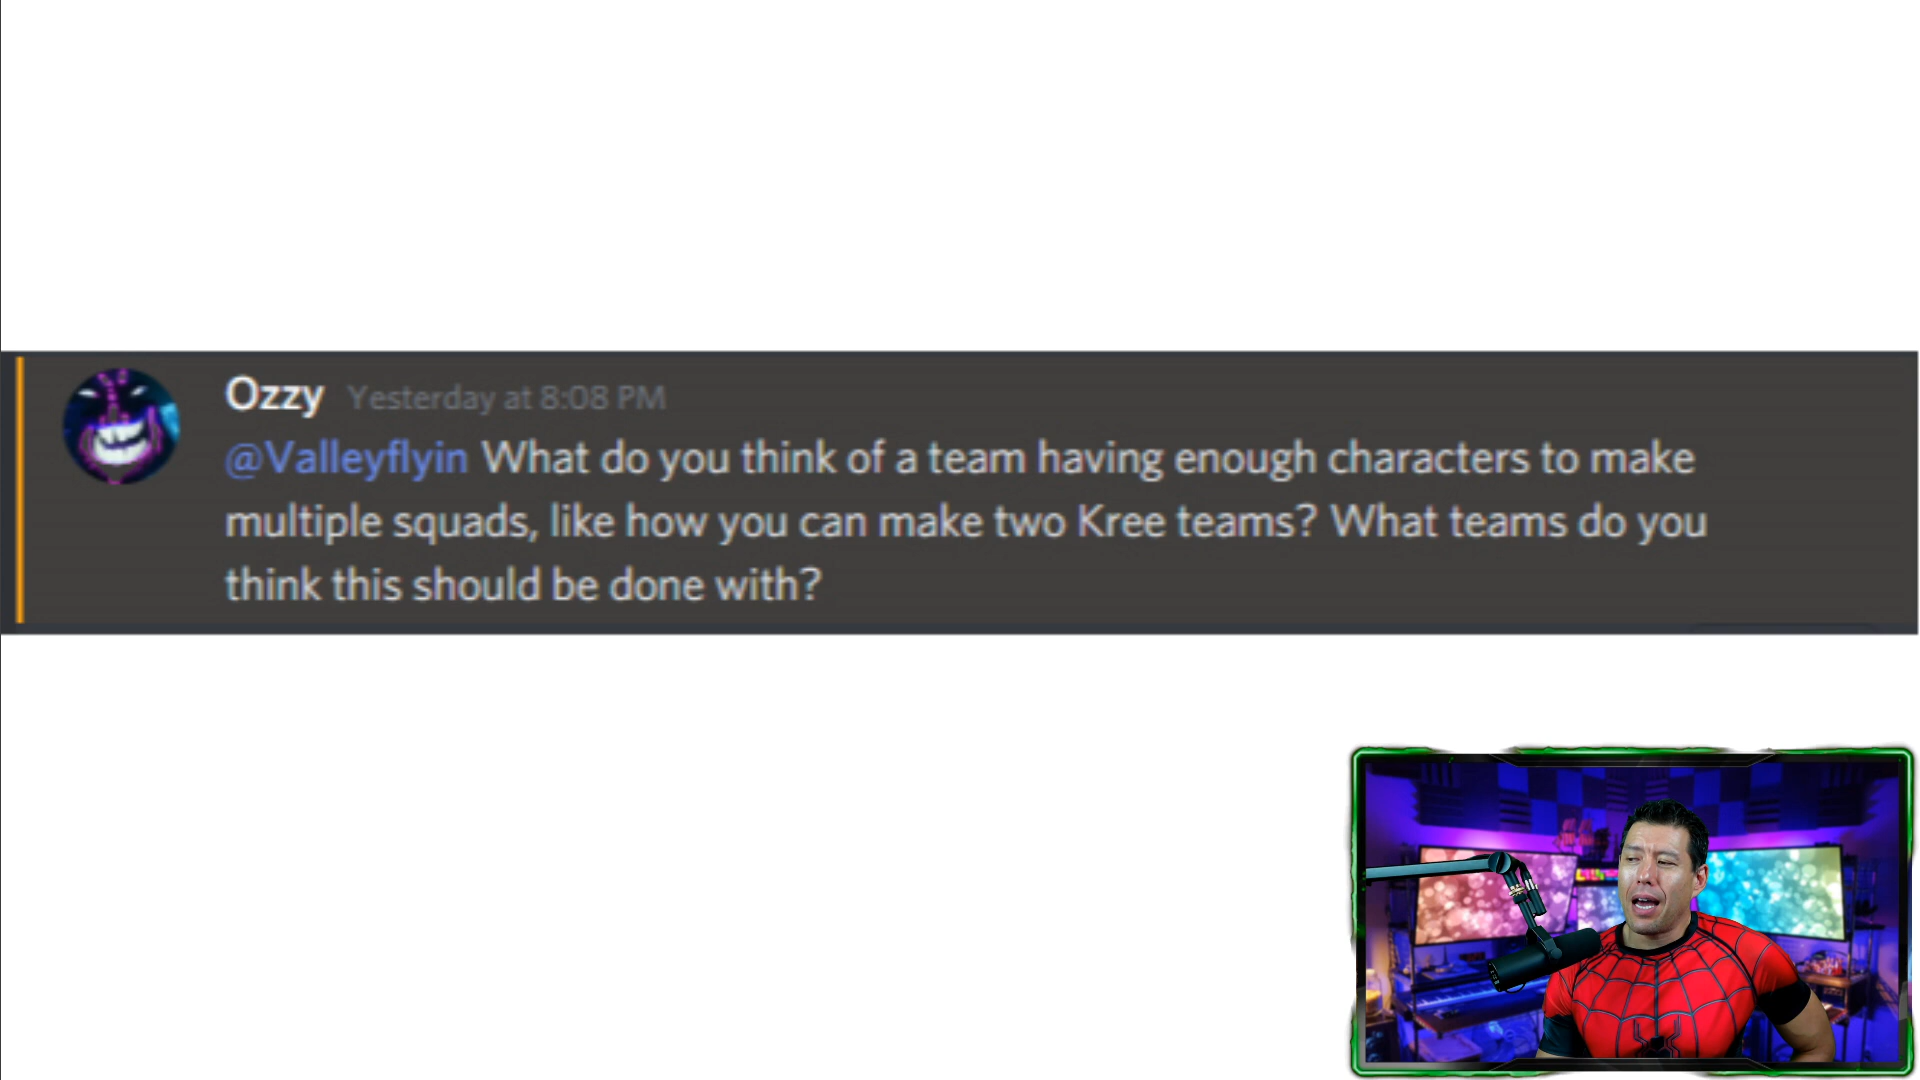 Ozzy Yesterday at 8:08 PM
@Valleyflyin What do you think of a team having enough characters to make
multiple squads, like how you can make two Kree teams? What teams do you
think this should be done with?